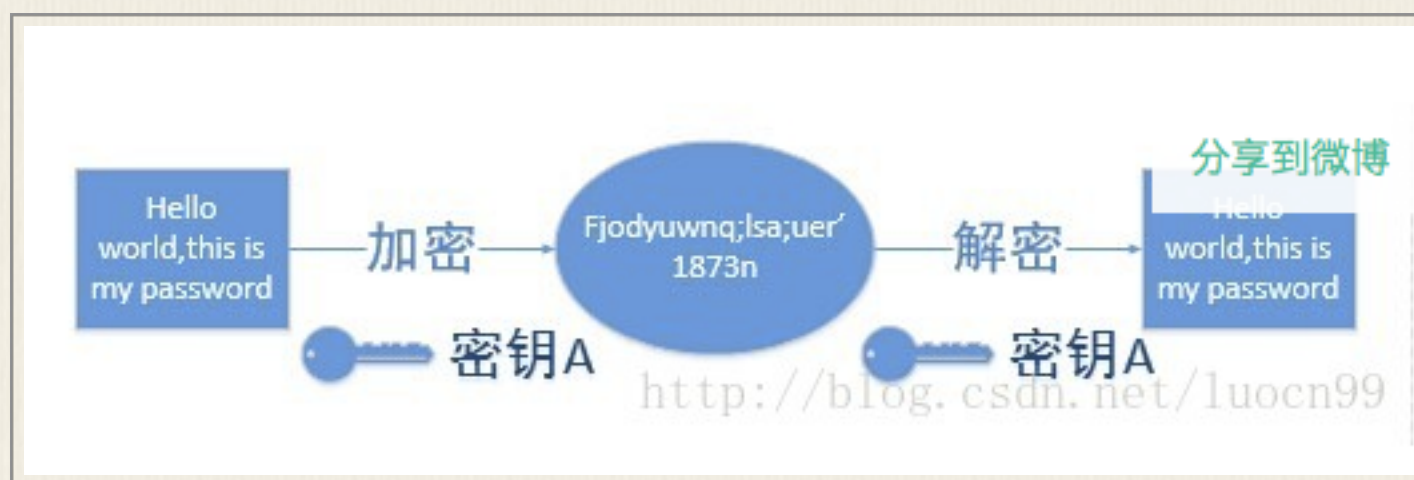 分享到微博
Hello
world,this is
my password
加密
Fjodyuwnq;lsa;uer’
1873n
解密
Hello
world,this is
my password
密钥A
密钥A
http://blog.csdn.net/luocn99